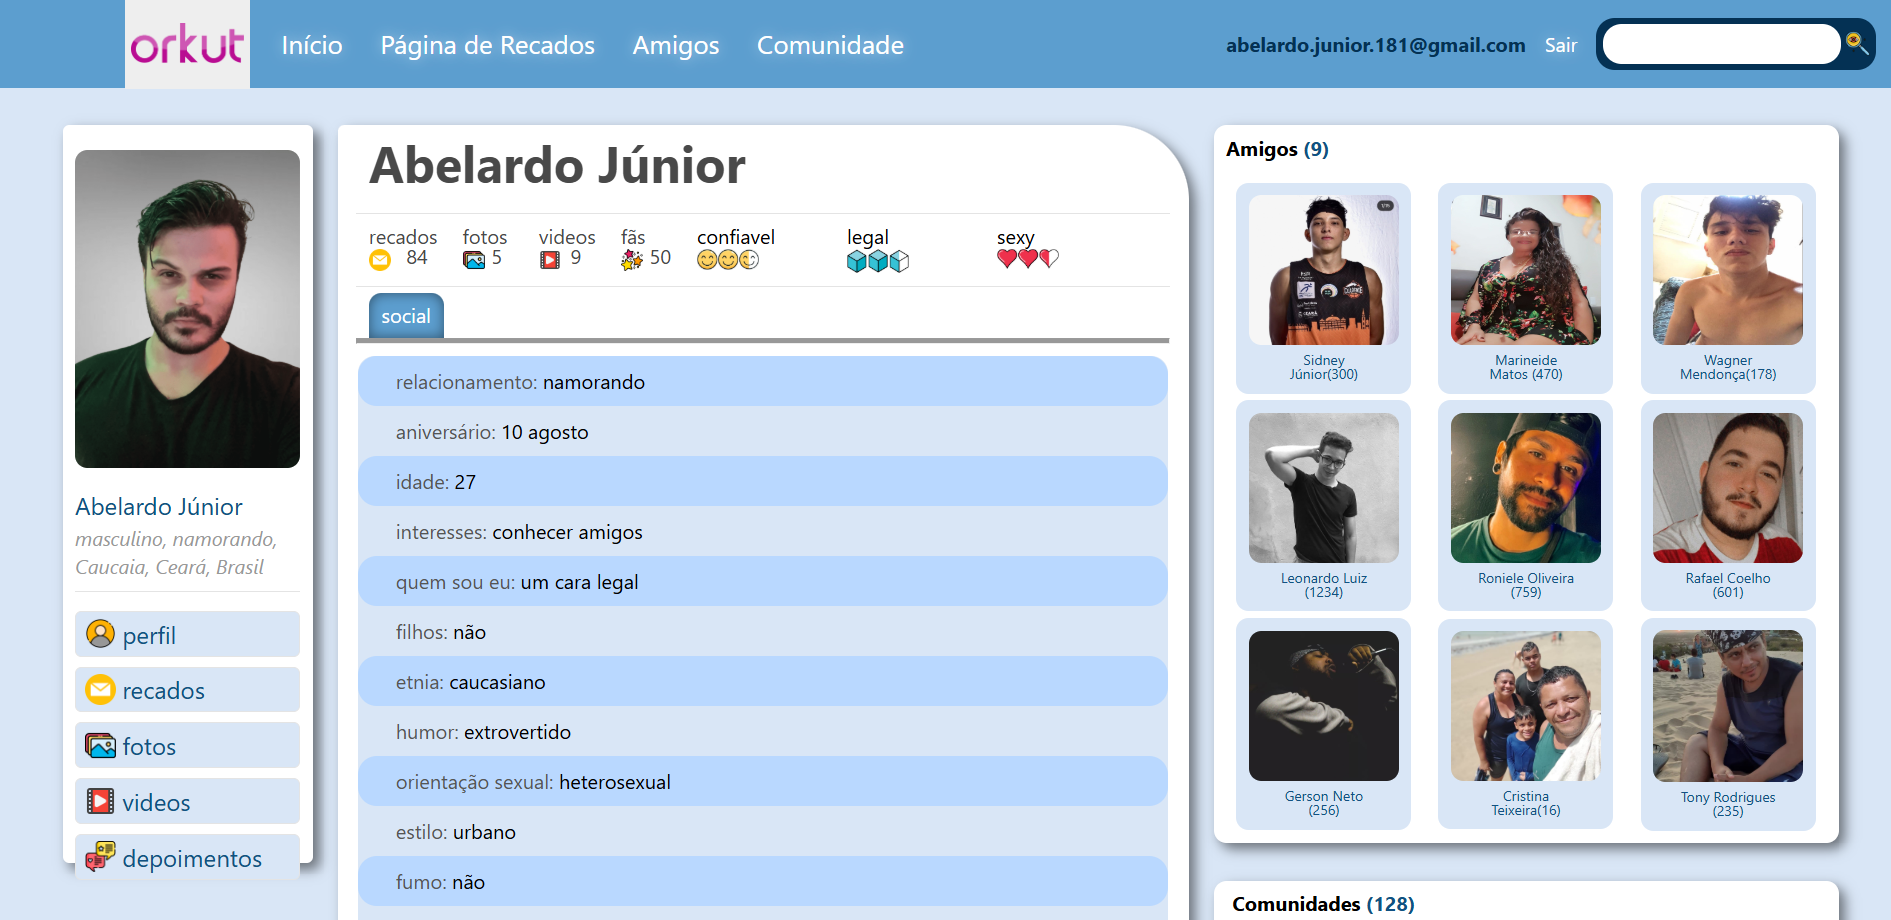 orkut
Início Página de Recados Amigos Comunidade
abelardo.junior.181@gmail.com Sair
Abelardo Júnior
masculino, namorando,
Caucaia, Ceará, Brasil
perfil
recados
fotos
videos
depoimentos
Abelardo Júnior
recados fotos videos fãs confiavel legal sexy
84 5 9 50
social
relacionamento: namorando
aniversário: 10 agosto
idade: 27
interesses: conhecer amigos
quem sou eu: um cara legal
filhos: não
etnia: caucasiano
humor: extrovertido
orientação sexual: heterosexual
estilo: urbano
fumo: não
Amigos (9)
Sidney
Júnior(300)
Marineide
Matos (470)
Wagner
Mendonça(178)
Leonardo Luiz
(1234)
Roniele Oliveira
(759)
Rafael Coelho
(601)
Gerson Neto
(256)
Cristina
Teixeira(16)
Tony Rodrigues
(235)
Comunidades (128)